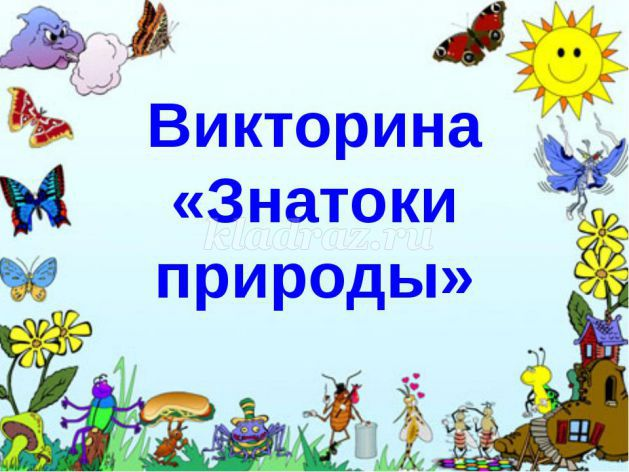 Викторина
«Знатоки
kladraz.ru
природы»